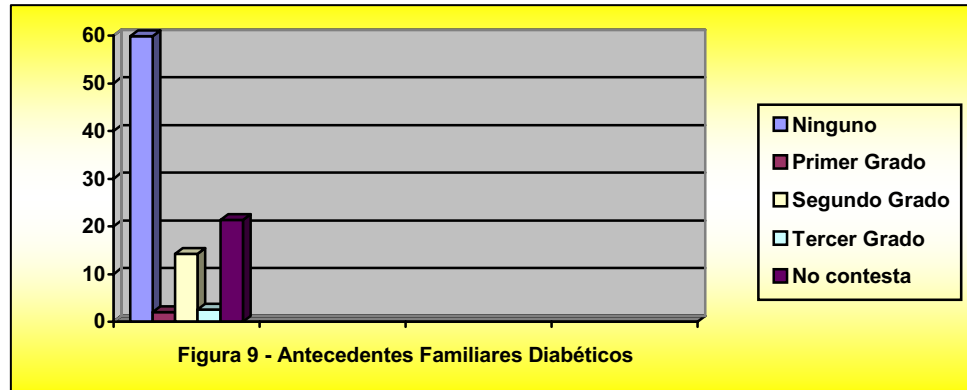 60
50
40
30
20
10
0
Ninguno
Primer Grado
Segundo Grado
Tercer Grado
No contesta
Figura 9 - Antecedentes Familiares Diabéticos